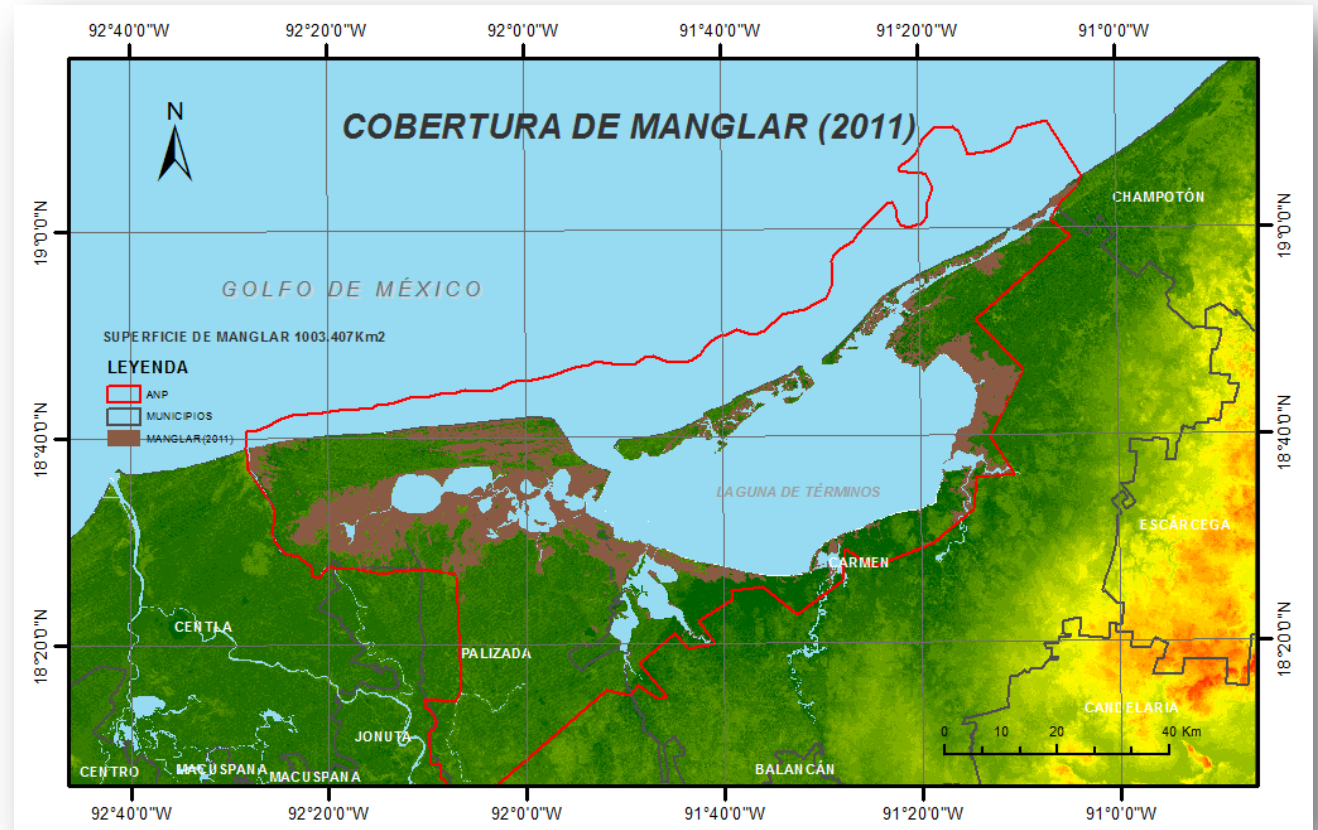 92°40'0"W 92°20'0"W 92°0'0"W 91°40'0"W 91°20'0"W 91°0'0"W
N
COBERTURA DE MANGLAR (2011)
CHAMPOTÓN
19°0'0"N
19°0'0"N
GOLFO DE MÉXICO
SUPERFICIE DE MANGLAR 1003.407Km2
LEYENDA
ANP
MUNICIPIOS
MANGLAR(2011)
18°40'0"N
18°40'0"N
LAGUNA DE TÉRMINOS
ESCÁRCEGA
CARMEN
CENTLA
18°20'0"N
18°20'0"N
PALIZADA
CANDELARIA
JONUTA
0 10 20 40 Km
CENTRO
MACUSPANA
MACUSPANA
BALANCÁN
92°40'0"W 92°20'0"W 92°0'0"W 91°40'0"W 91°20'0"W 91°0'0"W